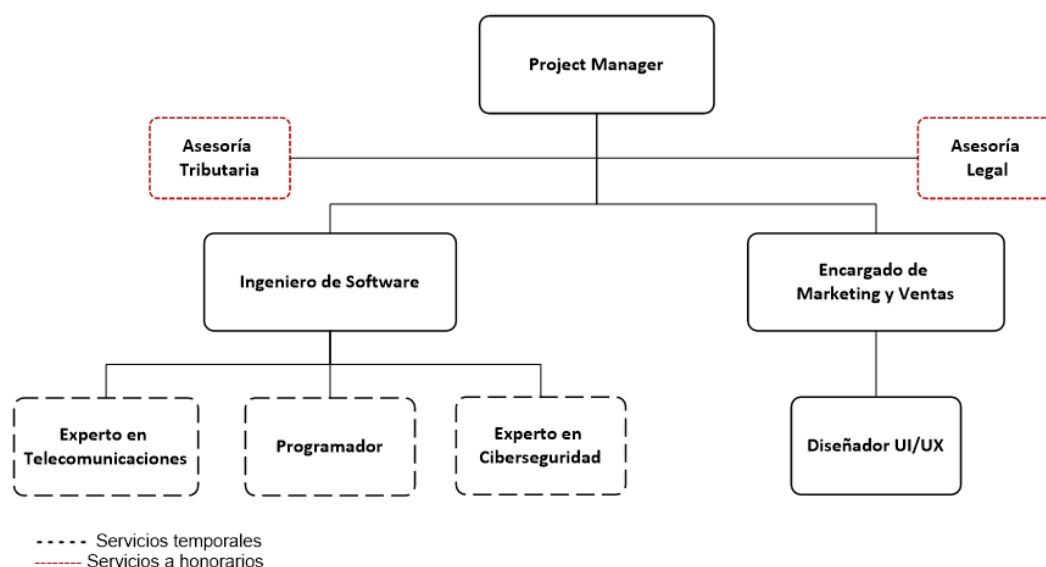 Project Manager
Asesoría
Tributaria
Asesoría
Legal
Ingeniero de Software
Encargado de
Marketing y Ventas
Experto en
Telecomunicaciones
Programador
Experto en
Ciberseguridad
Diseñador UI/UX
Servicios temporales
Servicios a honorarios